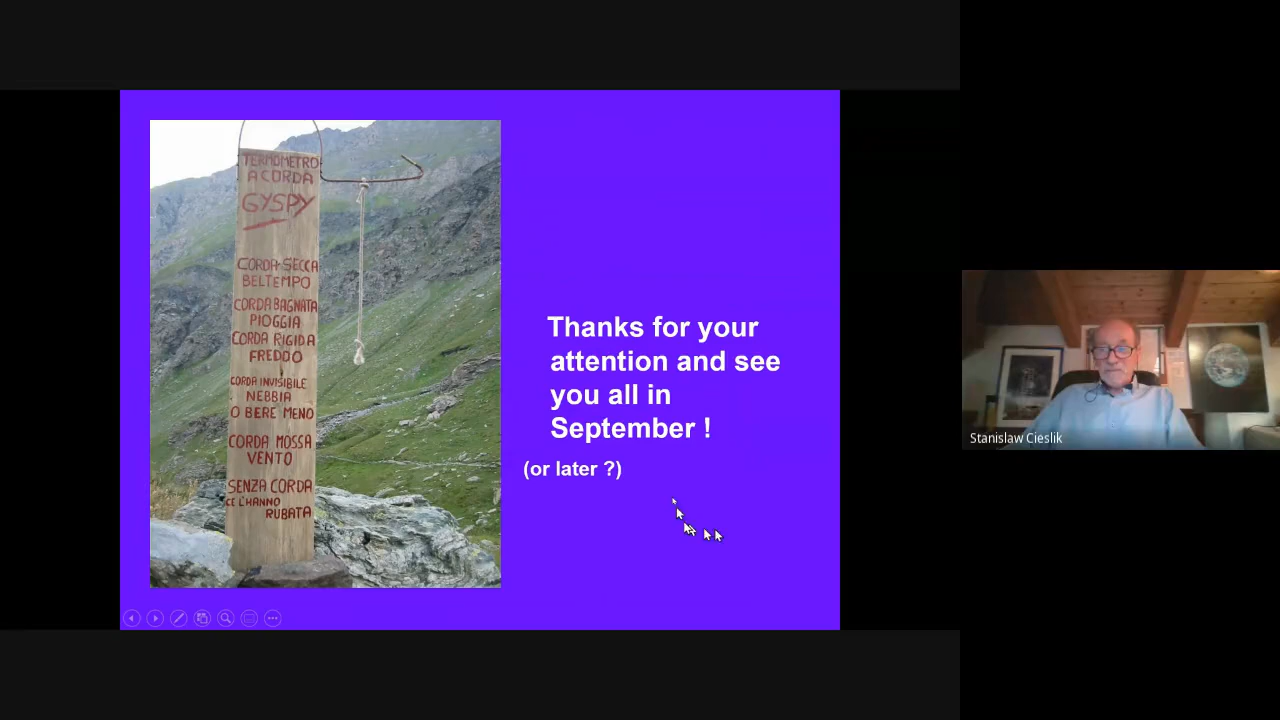 TERMOMETRO
A CORDA
GYSPY
CORDA SECCA
BELTEMPO
CORDA BAGNATA
PIOGGIA
CORDA RIGIDA
FREDDO
CORDA INVISIBILE
NEBBIA
O BERE MENO
CORDA MOSSA
VENTO
SENZA CORDA
CE L'HANNO
RUBATA
Thanks for your
attention and see
you all in
September !
(or later ?)
Stanislaw Cieslik